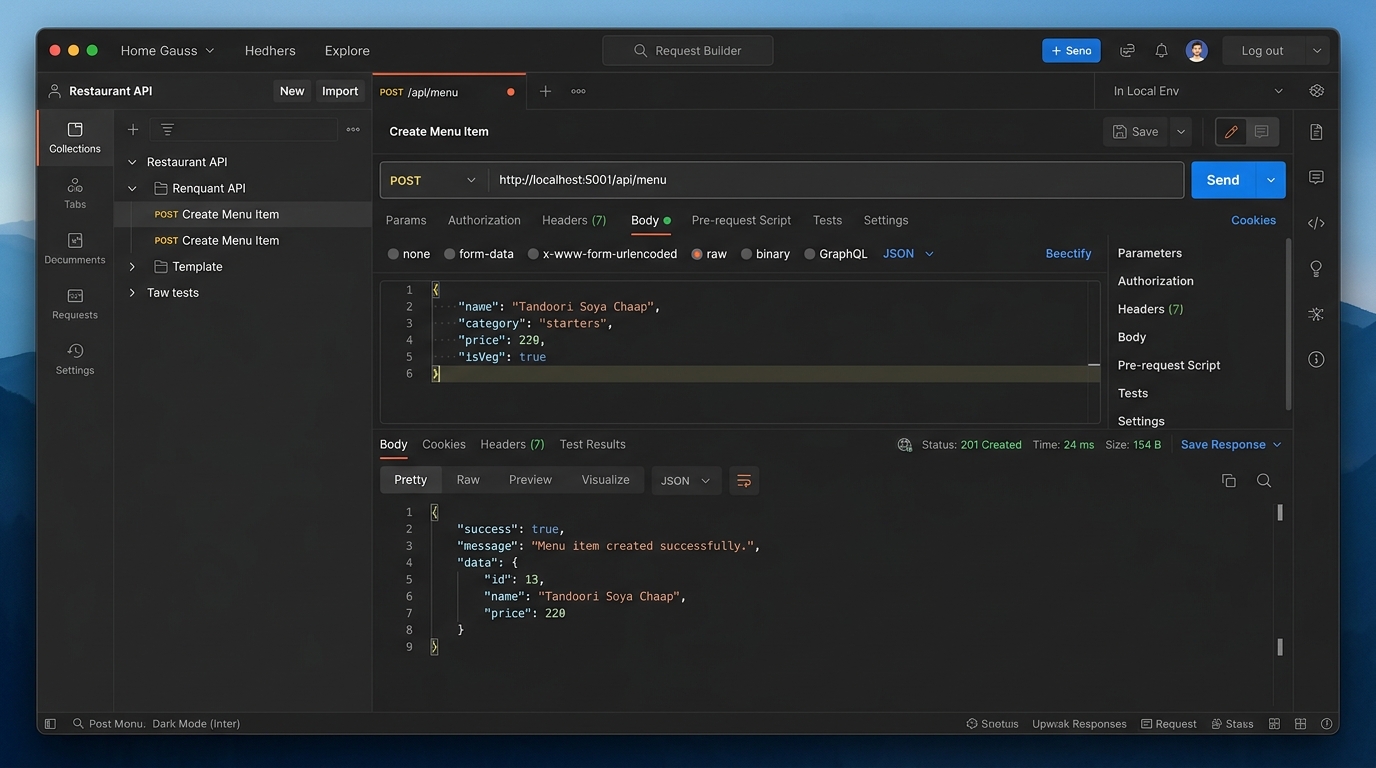 Home Gauss Hedhers Explore Request Builder + Seno Log out
Restaurant API New Import POST /apl/menu In Local Env
Collections
Tabs
Decumments
Requests
Settings
Restaurant API
Renquant API
POST Create Menu Item
POST Create Menu Item
Template
Taw tests
Create Menu Item Save
POST http://localhost:S001/api/menu Send
Params Authorization Headers (7) Body Pre-request Script Tests Settings Cookies
none form-data x-www-form-urlencoded raw binary GraphQL JSON Beectify
1 {
2 "name": "Tandoori Soya Chaap",
3 "category": "starters",
4 "price": 220,
5 "isVeg": true
6 }
Parameters
Authorization
Headers (7)
Body
Pre-request Script
Tests
Settings
Body Cookies Headers (7) Test Results Status: 201 Created Time: 24 ms Size: 154 B Save Response
Pretty Raw Preview Visualize JSON
1 {
2 "success": true,
3 "message": "Menu item created successfully.",
4 "data": {
5 "id": 13,
6 "name": "Tandoori Soya Chaap",
7 "price": 220
8 }
9 }
Post Monu. Dark Mode (Inter) Upwak Responses Request